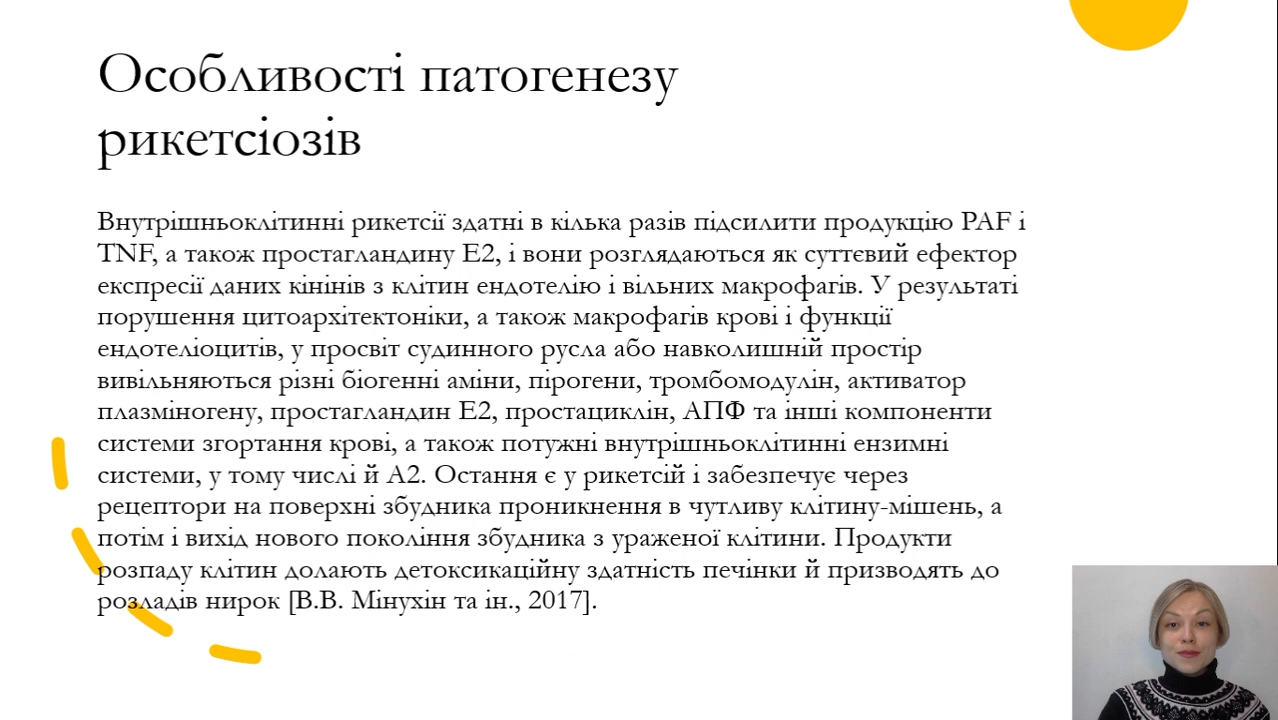 Особливості патогенезу
рикетсіозів
Внутрішньоклітинні рикетсії здатні в кілька разів підсилити продукцію PAF і
TNF, а також простагландину Е2, і вони розглядаються як суттєвий ефектор
експресії даних кінінів з клітин ендотелію і вільних макрофагів. У результаті
порушення цитоархітектоніки, а також макрофагів крові і функції
ендотеліоцитів, у просвіт судинного русла або навколишній простір
вивільняються різні біогенні аміни, пірогени, тромбомодулін, активатор
плазміногену, простагландин Е2, простациклін, АПФ та інші компоненти
системи згортання крові, а також потужні внутрішньоклітинні ензимні
системи, у тому числі й А2. Остання є у рикетсій і забезпечує через
рецептори на поверхні збудника проникнення в чутливу клітину-мішень, а
потім і вихід нового покоління збудника з ураженої клітини. Продукти
розпаду клітин долають детоксикаційну здатність печінки й призводять до
розладів нирок [В.В. Мінухін та ін., 2017].